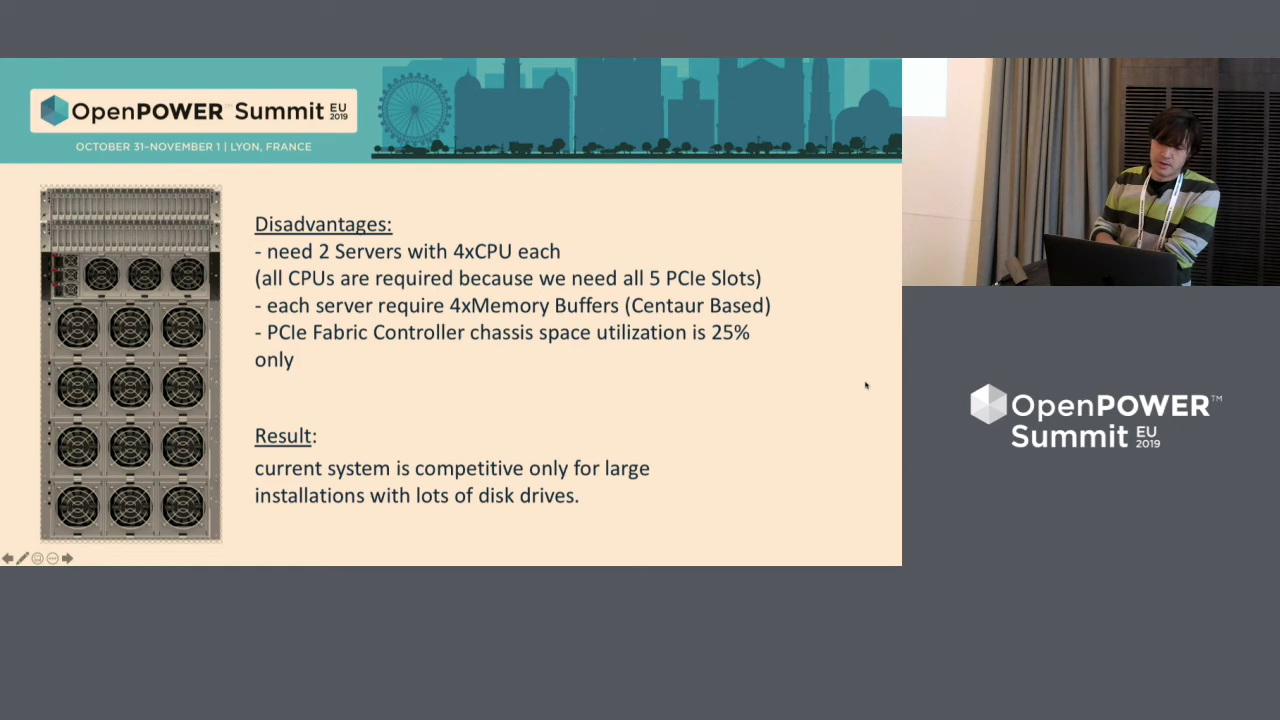 OpenPOWER™ Summit EU 2019
OCTOBER 31–NOVEMBER 1 | LYON, FRANCE
Disadvantages:
- need 2 Servers with 4xCPU each
(all CPUs are required because we need all 5 PCIe Slots)
- each server require 4xMemory Buffers (Centaur Based)
- PCIe Fabric Controller chassis space utilization is 25%
only
Result:
current system is competitive only for large
installations with lots of disk drives.
OpenPOWER™
Summit EU 2019